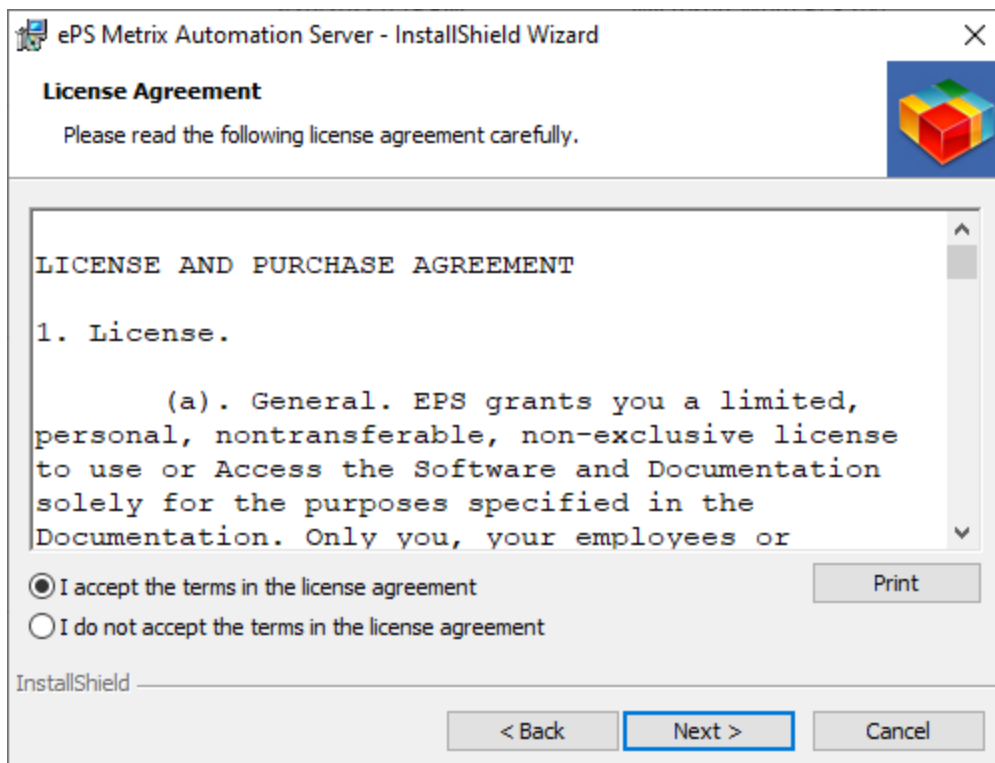 ePS Metrix Automation Server - InstallShield Wizard
License Agreement
Please read the following license agreement carefully.
LICENSE AND PURCHASE AGREEMENT
1. License.
(a). General. EPS grants you a limited,
personal, nontransferable, non-exclusive license
to use or Access the Software and Documentation
solely for the purposes specified in the
Documentation. Only you, your employees or
I accept the terms in the license agreement
Print
I do not accept the terms in the license agreement
InstallShield
< Back
Next >
Cancel